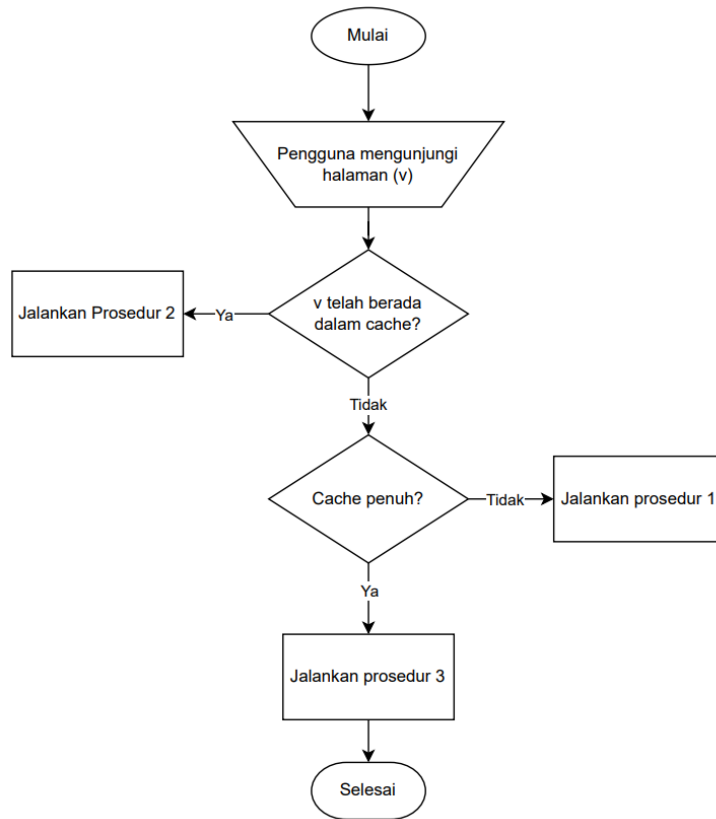 Mulai
Pengguna mengunjungi
halaman (v)
v telah berada
dalam cache?
Ya
Jalankan Prosedur 2
Tidak
Cache penuh?
Tidak
Jalankan prosedur 1
Ya
Jalankan prosedur 3
Selesai